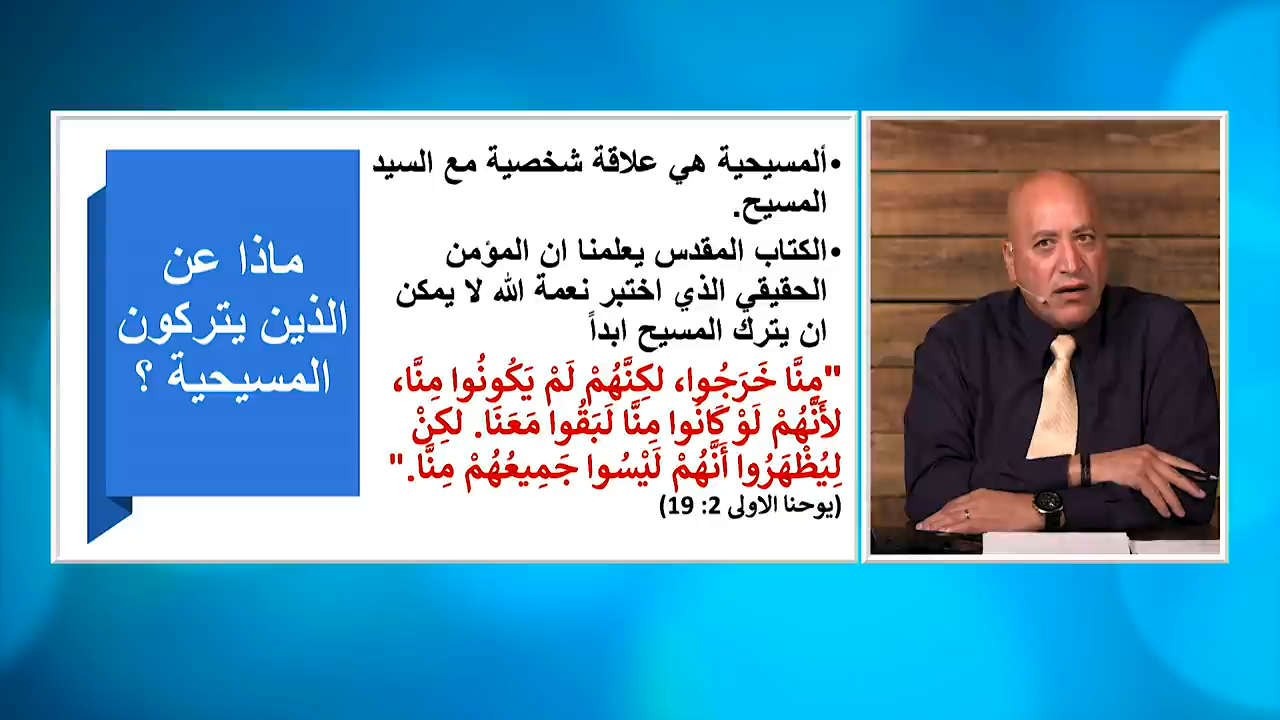 ماذا عن
الذين يتركون
المسيحية ؟
•ألمسيحية هي علاقة شخصية مع السيد
المسيح.
•الكتاب المقدس يعلمنا ان المؤمن
الحقيقي الذي اختبر نعمة الله لا يمكن
ان يترك المسيح ابداً
"مِنَّا خَرَجُوا، لكِنَّهُمْ لَمْ يَكُونُوا مِنَّا،
لأَنَّهُمْ لَوْ كَانُوا مِنَّا لَبَقُوا مَعَنَا. لكِنْ
لِيُظْهَرُوا أَنَّهُمْ لَيْسُوا جَمِيعُهُمْ مِنَّا."
(يوحنا الاولى 2: 19)